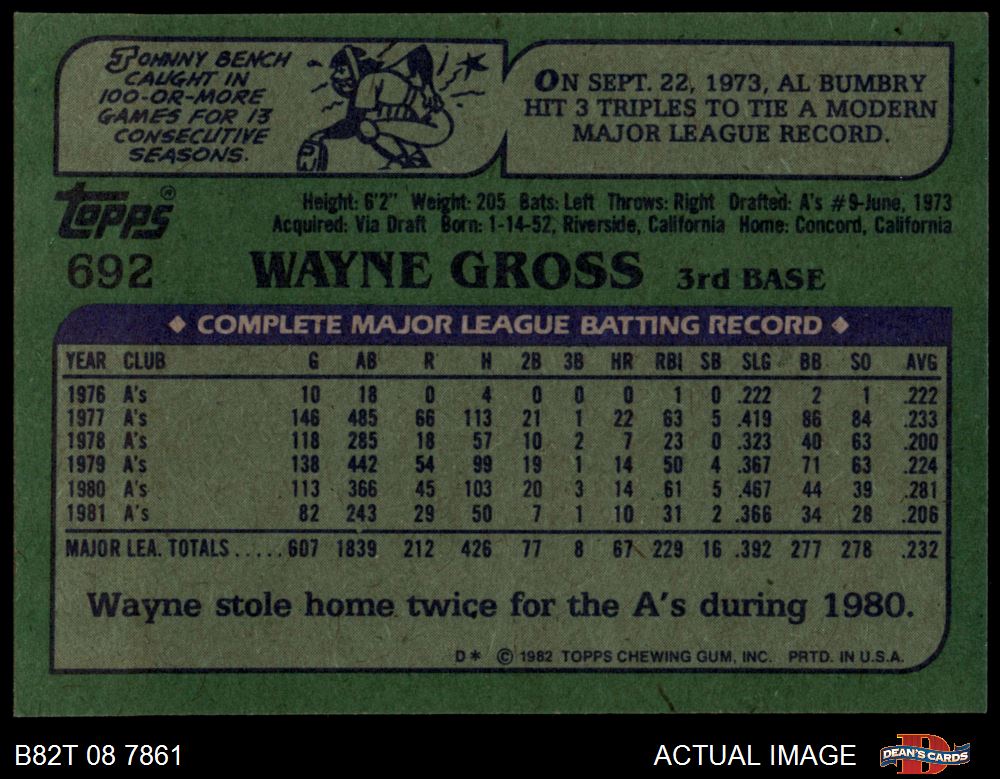 JOHNNY BENCH
CAUGHT IN
100-OR-MORE
GAMES FOR 13
CONSECUTIVE
SEASONS.
ON SEPT. 22, 1973, AL BUMBRY
HIT 3 TRIPLES TO TIE A MODERN
MAJOR LEAGUE RECORD.
topps®
Height: 6'2" Weight: 205 Bats: Left Throws: Right Drafted: A's #9-June, 1973
Acquired: Via Draft Born: 1-14-52, Riverside, California Home: Concord, California
692 WAYNE GROSS 3rd BASE
◆ COMPLETE MAJOR LEAGUE BATTING RECORD ◆
YEAR CLUB G AB R H 2B 3B HR RBI SB SLG BB SO AVG
1976 A's 10 18 0 4 0 0 0 1 0 .222 2 1 .222
1977 A's 146 485 66 113 21 1 22 63 5 .419 86 84 .233
1978 A's 118 285 18 57 10 2 7 23 0 .323 40 63 .200
1979 A's 138 442 54 99 19 1 14 50 4 .367 71 63 .224
1980 A's 113 366 45 103 20 3 14 61 5 .467 44 39 .281
1981 A's 82 243 29 50 7 1 10 31 2 .366 34 28 .206
MAJOR LEA. TOTALS.....607 1839 212 426 77 8 67 229 16 .392 277 278 .232
Wayne stole home twice for the A's during 1980.
D* © 1982 TOPPS CHEWING GUM, INC. PRTD. IN U.S.A.
B82T 08 7861 ACTUAL IMAGE DEAN'S CARDS